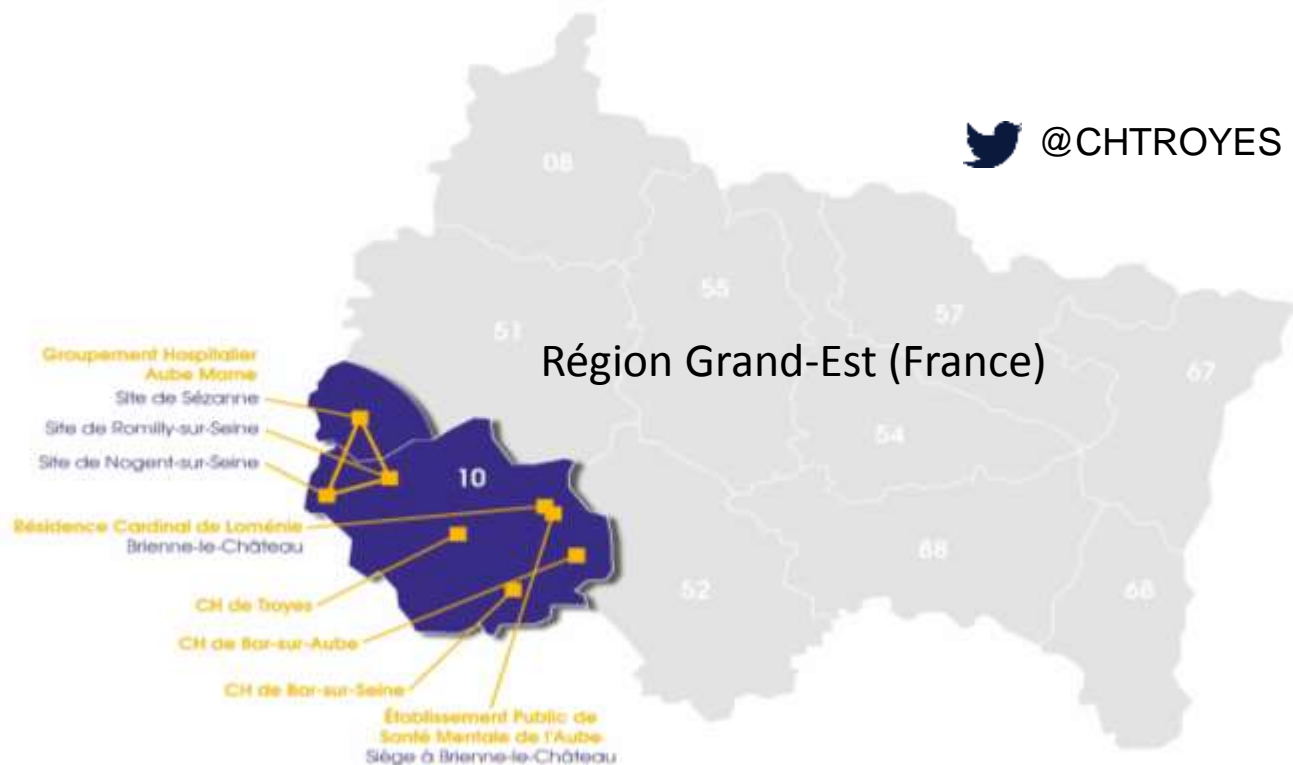 @CHTROYES
08
55
57
51
Région Grand-Est (France)
67
54
Groupement Hospitalier
Aube Marne
Site de Sézanne
Site de Romilly-sur-Seine
Site de Nogent-sur-Seine
10
Résidence Cardinal de Loménie
Brienne-le-Château
88
52
68
CH de Troyes
CH de Bar-sur-Aube
CH de Bar-sur-Seine
Établissement Public de
Santé Mentale de l'Aube
Siège à Brienne-le-Château